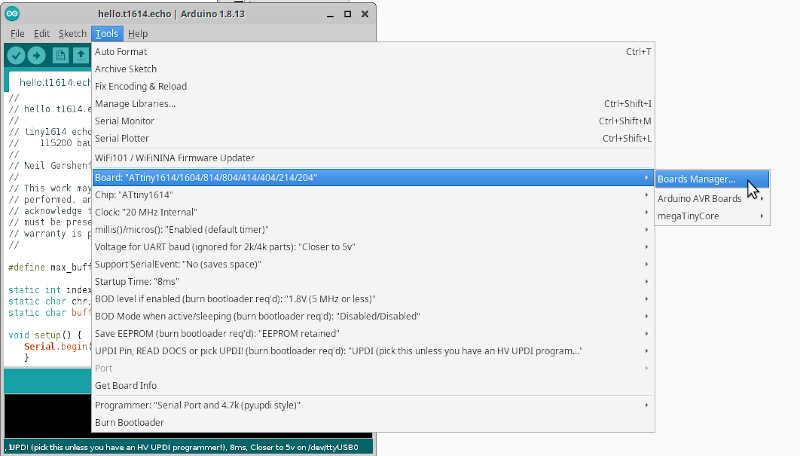 hello.t1614.echo | Arduino 1.8.13
File Edit Sketch Tools Help
Auto Format Ctrl+T
Archive Sketch
Fix Encoding & Reload
Manage Libraries... Ctrl+Shift+I
Serial Monitor Ctrl+Shift+M
Serial Plotter Ctrl+Shift+L
WiFi101 / WiFiNINA Firmware Updater
Board: "ATtiny1614/1604/814/804/414/404/214/204"
Chip: "ATtiny1614"
Clock: "20 MHz Internal"
millis()/micros(): "Enabled (default timer)"
Voltage for UART baud (ignored for 2k/4k parts): "Closer to 5v"
Support SerialEvent: "No (saves space)"
Startup Time: "8ms"
BOD level if enabled (burn bootloader req'd): "1.8V (5 MHz or less)"
BOD Mode when active/sleeping (burn bootloader req'd): "Disabled/Disabled"
Save EEPROM (burn bootloader req'd): "EEPROM retained"
UPDI Pin, READ DOCS or pick UPDI! (burn bootloader req'd): "UPDI (pick this unless you have an HV UPDI program..."
Port
Get Board Info
Programmer: "Serial Port and 4.7k (pyupdi style)"
Burn Bootloader
Boards Manager...
Arduino AVR Boards
megaTinyCore
hello.t1614.ech
//
// hello.t1614.e
//
// tiny1614 echo
// 115200 bau
//
// Neil Gershenf
//
// This work may
// performed, an
// acknowledge t
// must be prese
// warranty is p
//
#define max_buff
static int index
static char chr
static char buff
void setup() {
Serial.begin(
}
, UPDI (pick this unless you have an HV UPDI programmer!), 8ms, Closer to 5v on /dev/ttyUSB0